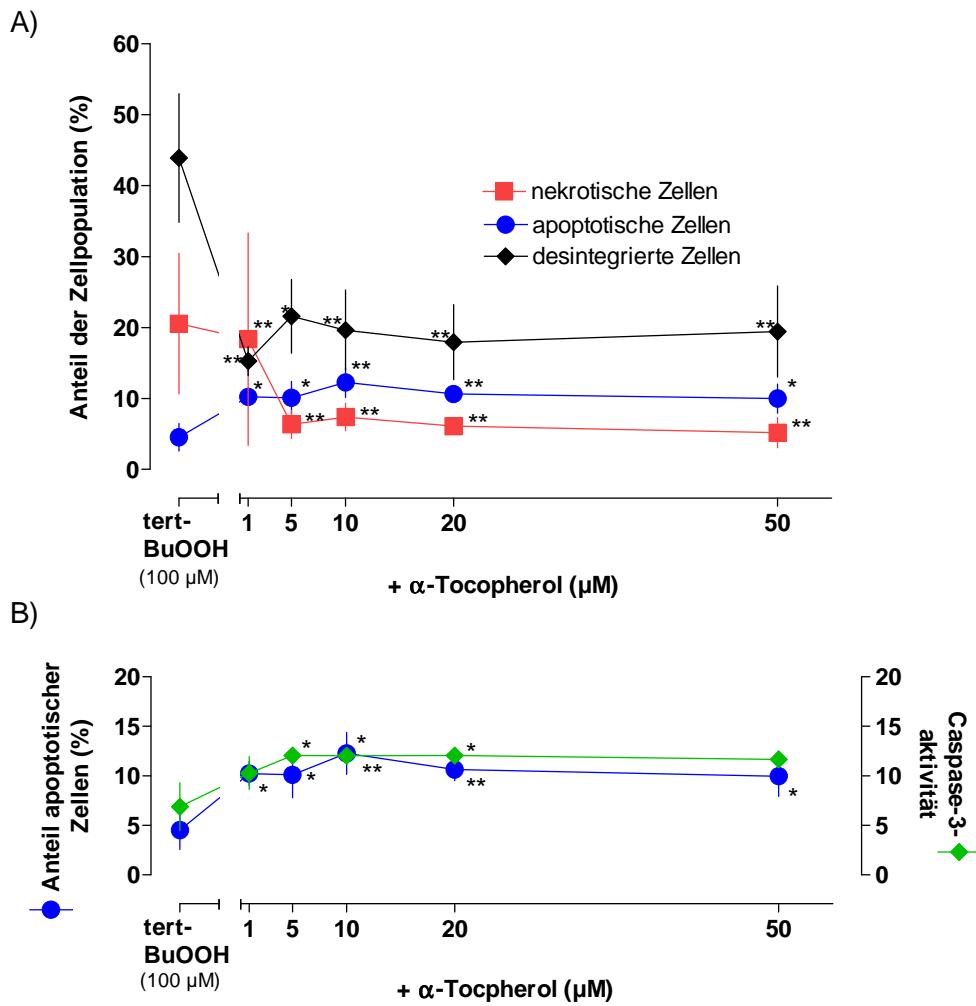 A)
Anteil der Zellpopulation (%)
60
50
40
30
20
10
0
nekrotische Zellen
apoptotische Zellen
desintegrierte Zellen
** ** * ** ** **
* * ** ** *
** ** ** **
tert-
BuOOH
(100 µM)
1 5 10 20 50
+ α-Tocopherol (µM)
B)
Anteil apoptotischer
Zellen (%)
20
15
10
5
0
* * *
* * ** ** *
20
15
10
5
0
Caspase-3-
aktivität
tert-
BuOOH
(100 µM)
1 5 10 20 50
+ α-Tocpherol (µM)